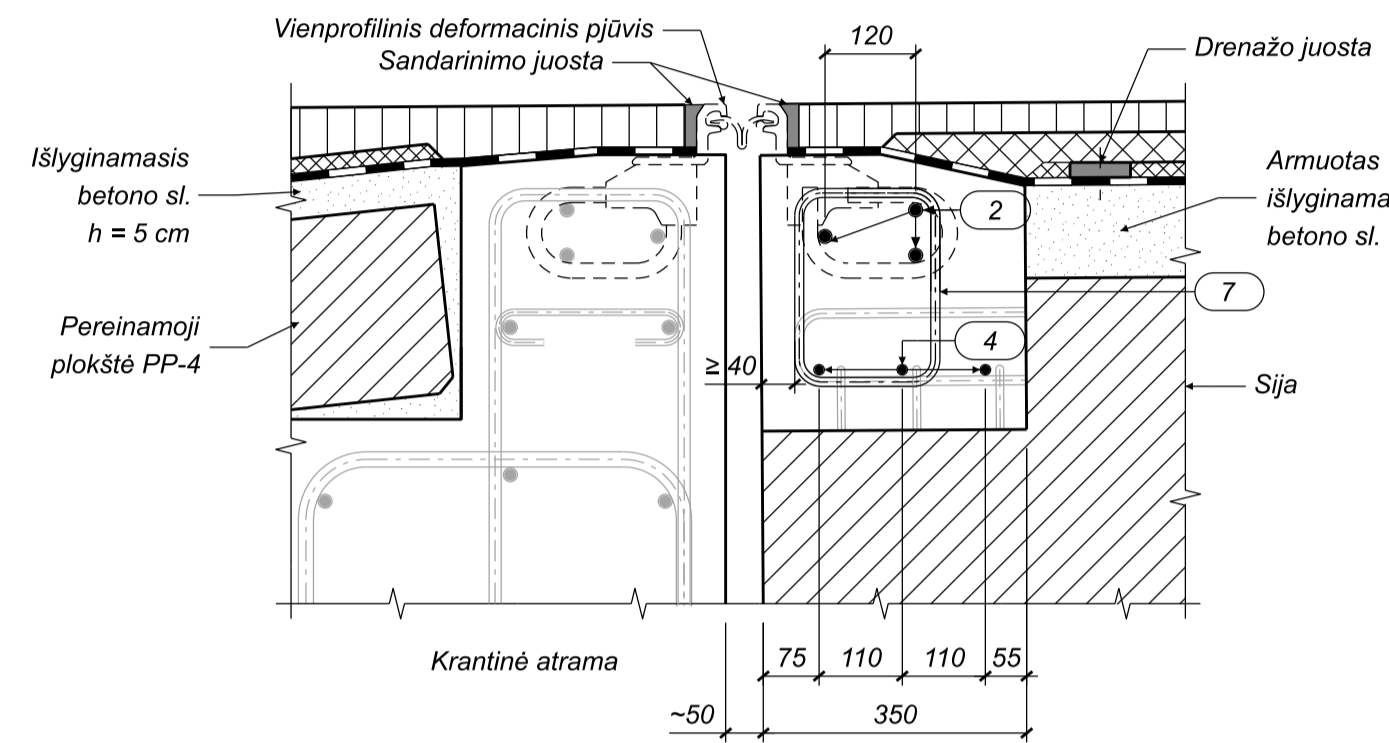 Vienprofilinis deformacinis pjūvis
Sandarinimo juosta
120
Drenažo juosta
Išlyginamasis
betono sl.
h = 5 cm
Armuotas
išlyginama
betono sl.
2
7
Pereinamoji
plokštė PP-4
4
≥ 40
Sija
Krantinė atrama
75 110 110 55
~50 350